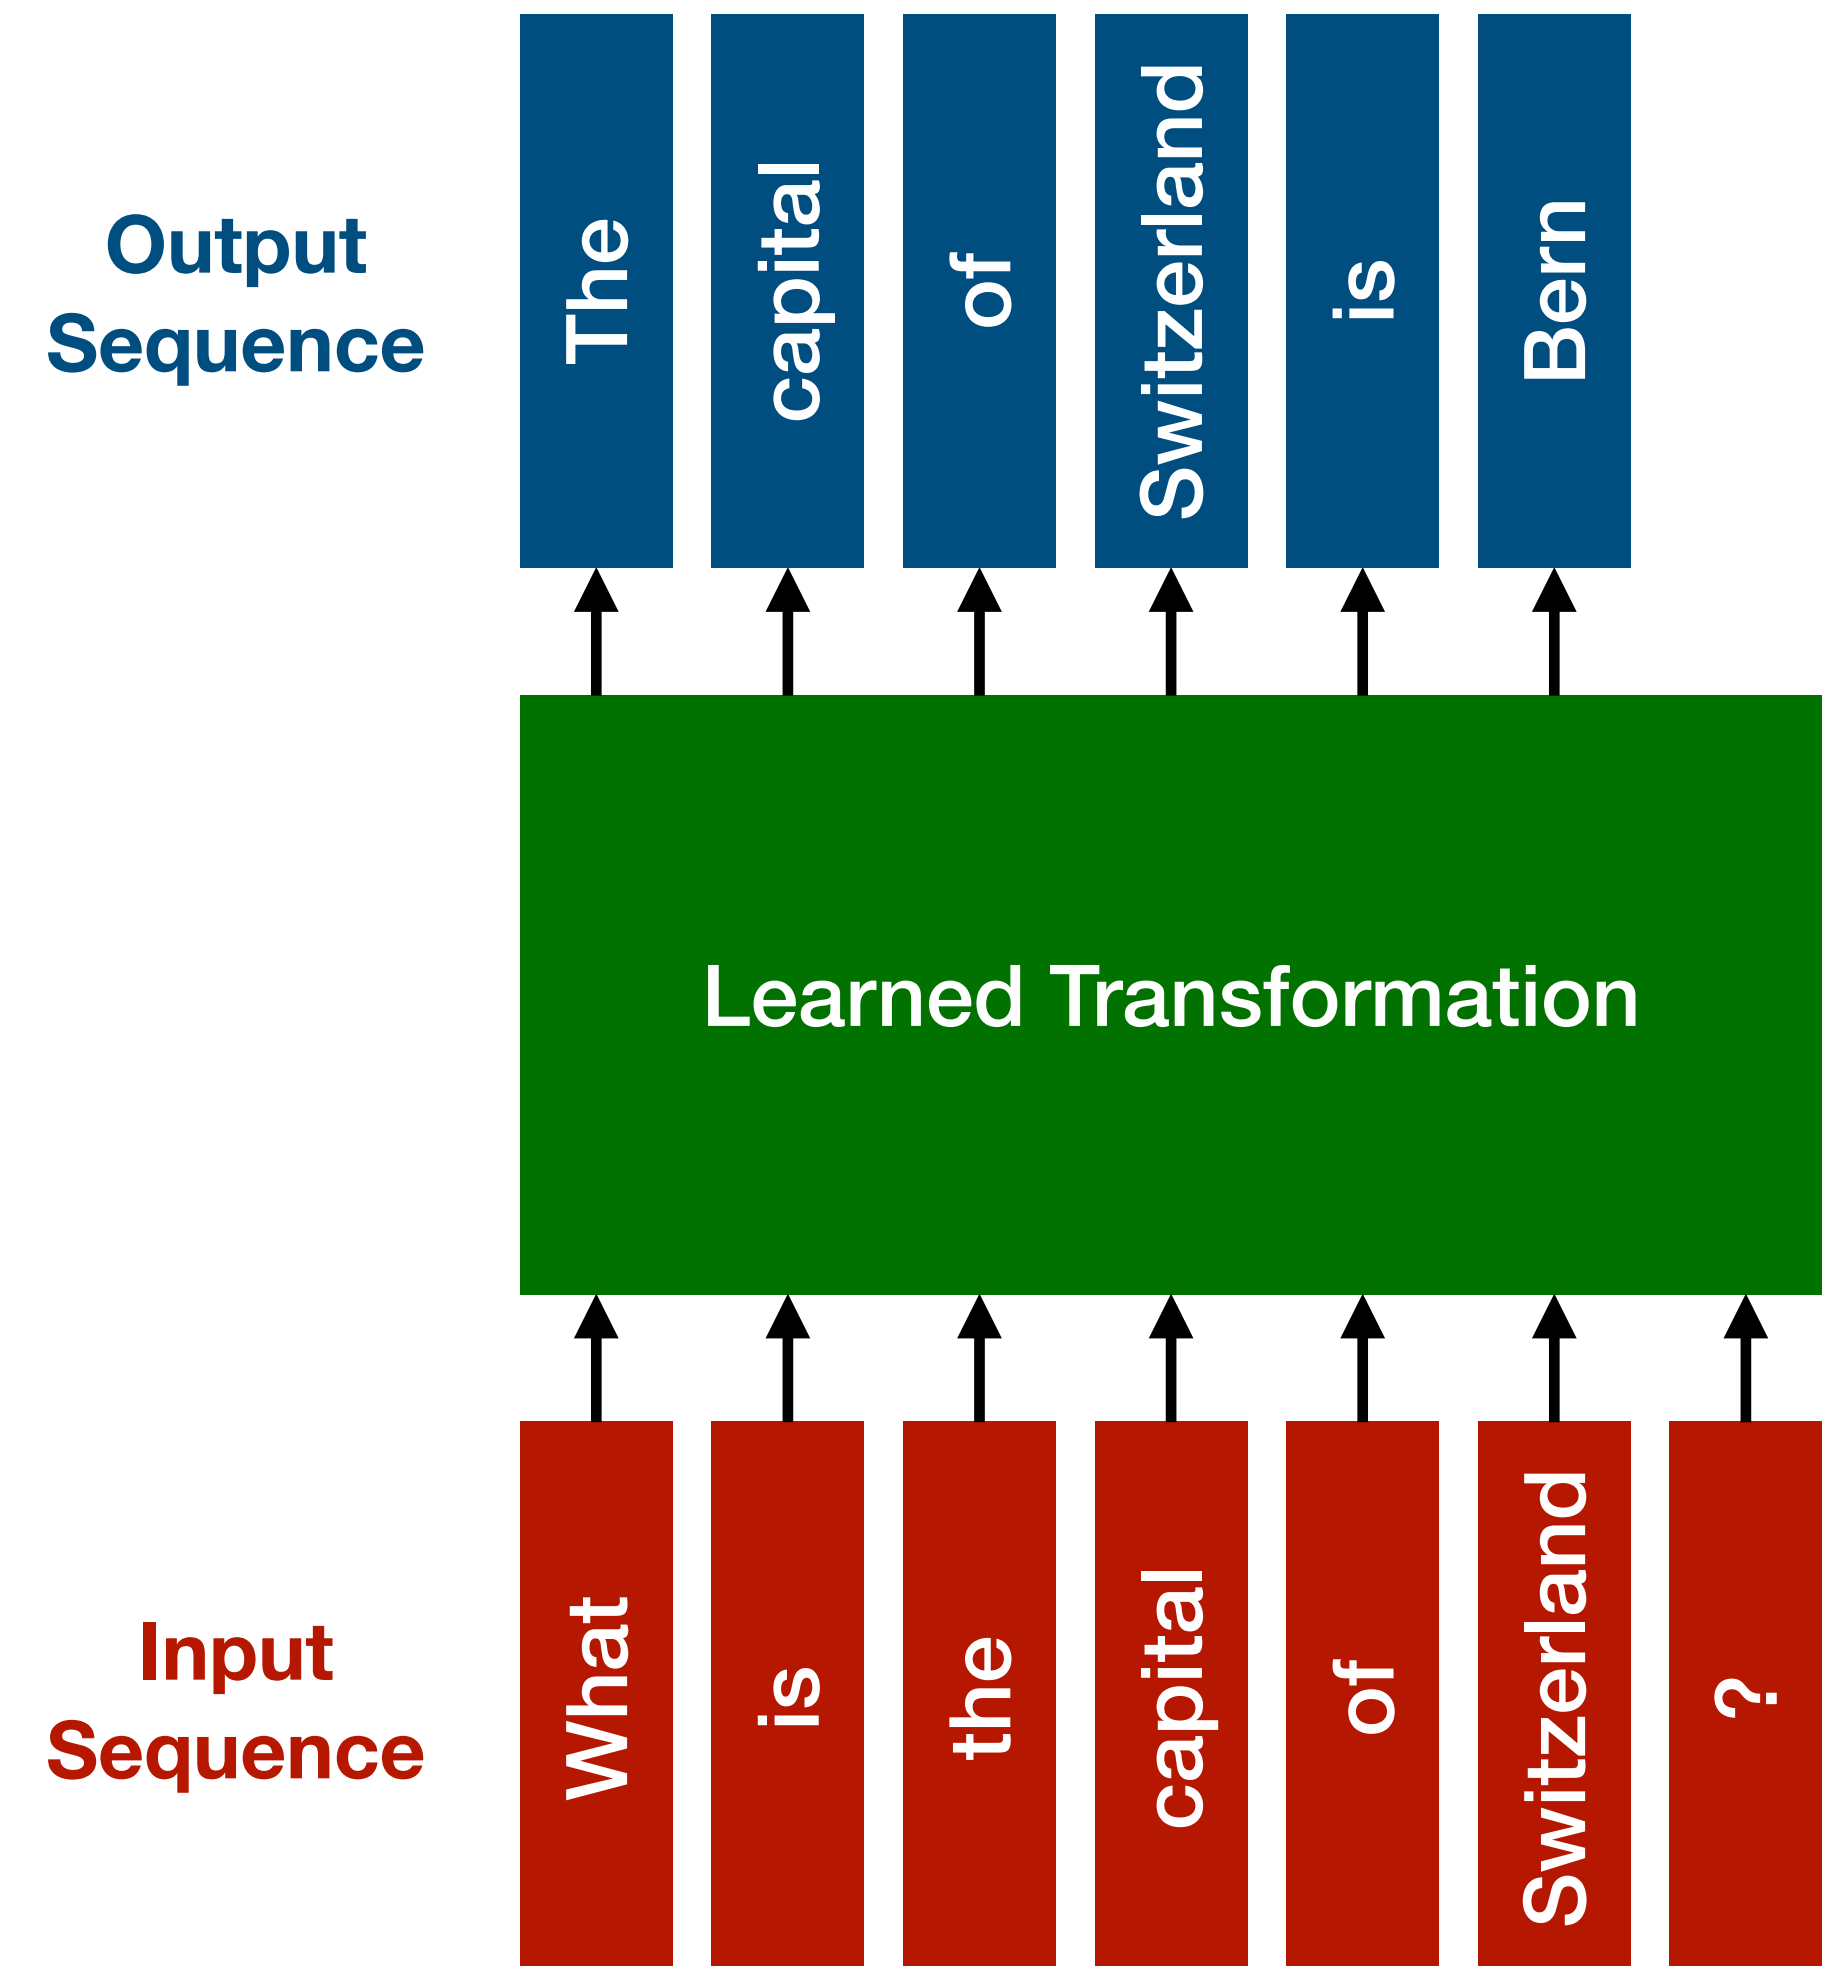 Output
Sequence
The
capital
of
Switzerland
is
Bern
Learned Transformation
Input
Sequence
What
is
the
capital
of
Switzerland
?